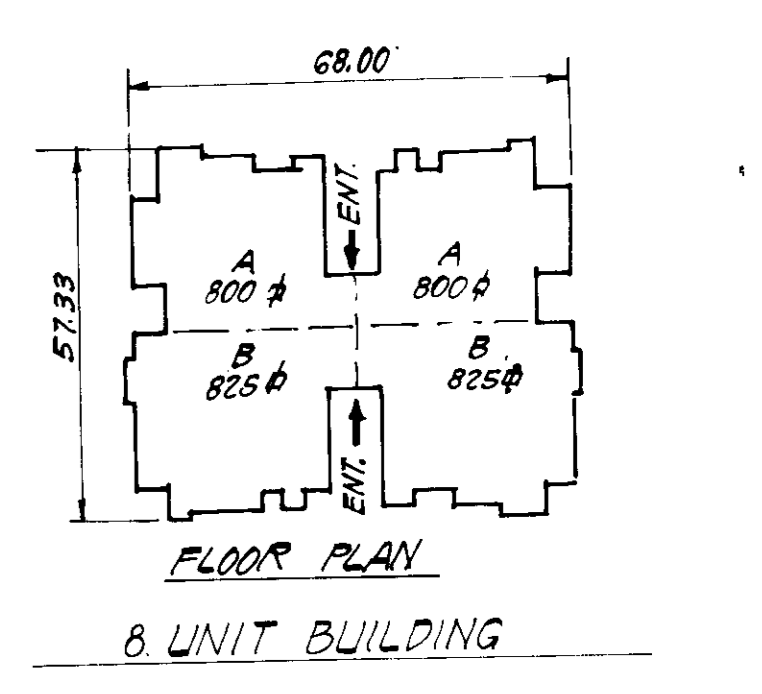 68.00
57.33
ENT.
A
800 ⏀
A
800 ⏀
B
825 ⏀
B
825 ⏀
ENT.
FLOOR PLAN
8. UNIT BUILDING